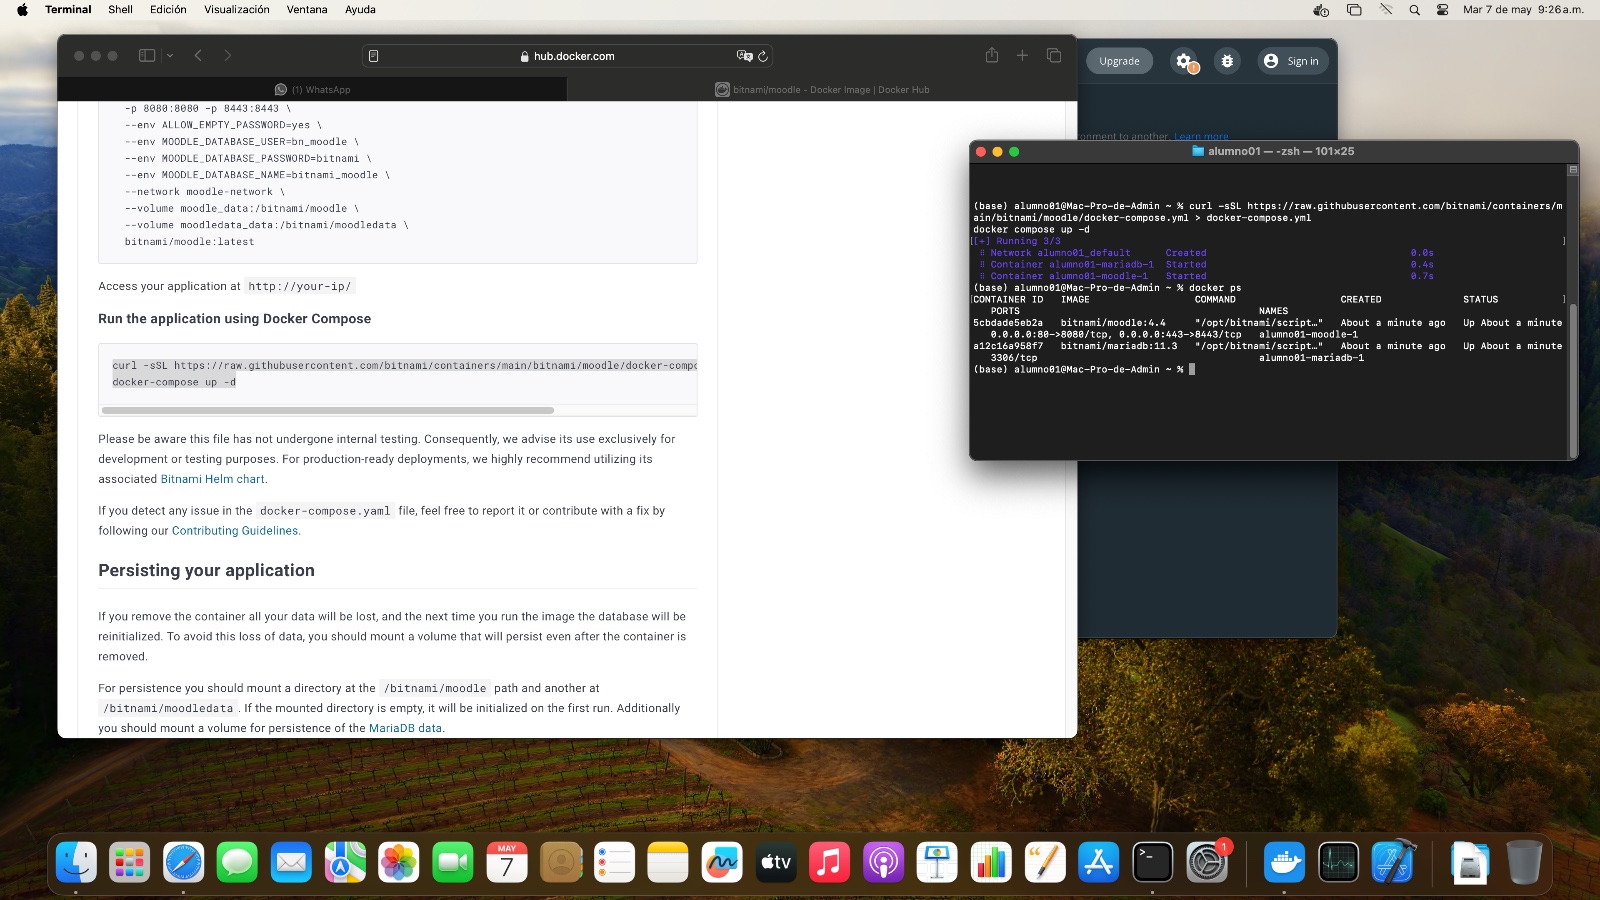 Terminal Shell Edición Visualización Ventana Ayuda
Mar 7 de may 9:26 a.m.
hub.docker.com
(1) WhatsApp
bitnami/moodle - Docker Image | Docker Hub
-p 8080:8080 -p 8443:8443 \
--env ALLOW_EMPTY_PASSWORD=yes \
--env MOODLE_DATABASE_USER=bn_moodle \
--env MOODLE_DATABASE_PASSWORD=bitnami \
--env MOODLE_DATABASE_NAME=bitnami_moodle \
--network moodle-network \
--volume moodle_data:/bitnami/moodle \
--volume moodledata_data:/bitnami/moodledata \
bitnami/moodle:latest
Access your application at http://your-ip/
Run the application using Docker Compose
curl -sSL https://raw.githubusercontent.com/bitnami/containers/main/bitnami/moodle/docker-compo
docker-compose up -d
Please be aware this file has not undergone internal testing. Consequently, we advise its use exclusively for
development or testing purposes. For production-ready deployments, we highly recommend utilizing its
associated Bitnami Helm chart.
If you detect any issue in the docker-compose.yaml file, feel free to report it or contribute with a fix by
following our Contributing Guidelines.
Persisting your application
If you remove the container all your data will be lost, and the next time you run the image the database will be
reinitialized. To avoid this loss of data, you should mount a volume that will persist even after the container is
removed.
For persistence you should mount a directory at the /bitnami/moodle path and another at
/bitnami/moodledata . If the mounted directory is empty, it will be initialized on the first run. Additionally
you should mount a volume for persistence of the MariaDB data.
Upgrade
Sign in
onment to another. Learn more
alumno01 — -zsh — 101×25
(base) alumno01@Mac-Pro-de-Admin ~ % curl -sSL https://raw.githubusercontent.com/bitnami/containers/m
ain/bitnami/moodle/docker-compose.yml > docker-compose.yml
docker compose up -d
[[+] Running 3/3 ]
⠿ Network alumno01_default Created 0.0s
⠿ Container alumno01-mariadb-1 Started 0.4s
⠿ Container alumno01-moodle-1 Started 0.7s
(base) alumno01@Mac-Pro-de-Admin ~ % docker ps
[CONTAINER ID IMAGE COMMAND CREATED STATUS ]
PORTS NAMES
5cbdade5eb2a bitnami/moodle:4.4 "/opt/bitnami/script…" About a minute ago Up About a minute
0.0.0.0:80->8080/tcp, 0.0.0.0:443->8443/tcp alumno01-moodle-1
a12c16a958f7 bitnami/mariadb:11.3 "/opt/bitnami/script…" About a minute ago Up About a minute
3306/tcp alumno01-mariadb-1
(base) alumno01@Mac-Pro-de-Admin ~ %
MAY
7
tv
>_
1